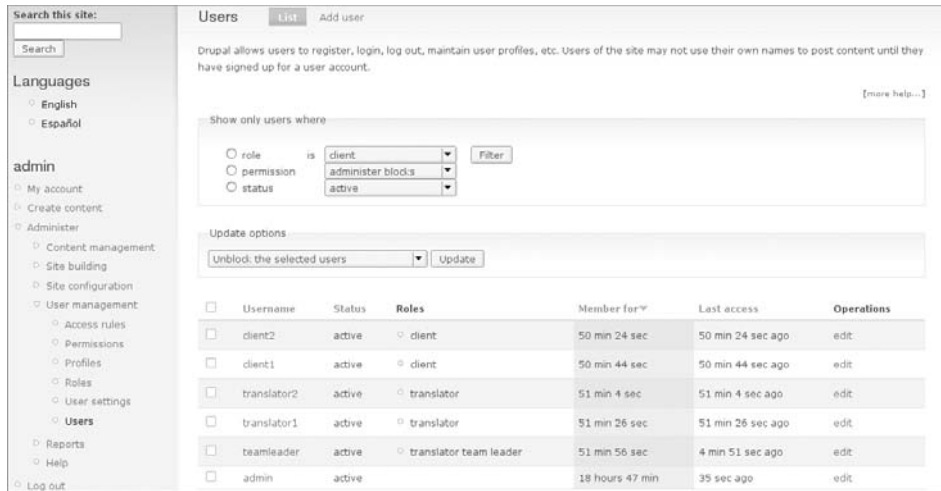 Search this site:
Search
Languages
English
Español
admin
My account
Create content
Administer
Content management
Site building
Site configuration
User management
Access rules
Permissions
Profiles
Roles
User settings
Users
Reports
Help
Log out
Users List Add user
Drupal allows users to register, login, log out, maintain user profiles, etc. Users of the site may not use their own names to post content until they
have signed up for a user account.
[more help...]
Show only users where
role is client Filter
permission administer blocks
status active
Update options
Unblock the selected users Update
Username Status Roles Member for Last access Operations
client2 active client 50 min 24 sec 50 min 24 sec ago edit
client1 active client 50 min 44 sec 50 min 44 sec ago edit
translator2 active translator 51 min 4 sec 51 min 4 sec ago edit
translator1 active translator 51 min 26 sec 51 min 26 sec ago edit
teamleader active translator team leader 51 min 56 sec 4 min 51 sec ago edit
admin active 18 hours 47 min 35 sec ago edit